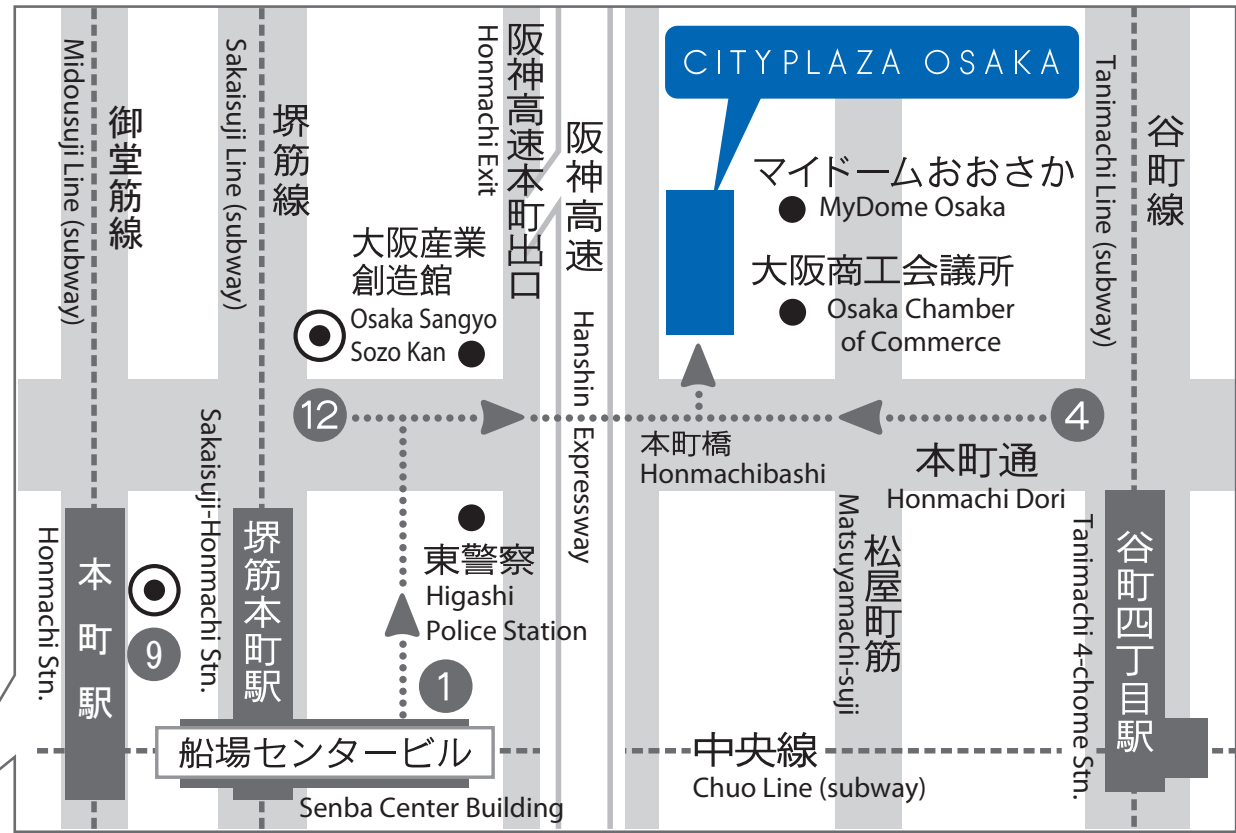 CITYPLAZA OSAKA
Midousuji Line (subway)
御堂筋線
Sakaisuji Line (subway)
堺筋線
Honmachi Exit
阪神高速本町出口
阪神高速
Hanshin Expressway
マイドームおおさか
MyDome Osaka
大阪商工会議所
Osaka Chamber
of Commerce
Tanimachi Line (subway)
谷町線
大阪産業
創造館
Osaka Sangyo
Sozo Kan
12
4
本町橋
Honmachibashi
本町通
Honmachi Dori
Honmachi Stn.
本町駅
9
Sakaisuji-Honmachi Stn.
堺筋本町駅
東警察
Higashi
Police Station
1
Matsuyamachi-suji
松屋町筋
Tanimachi 4-chome Stn.
谷町四丁目駅
船場センタービル
Senba Center Building
中央線
Chuo Line (subway)